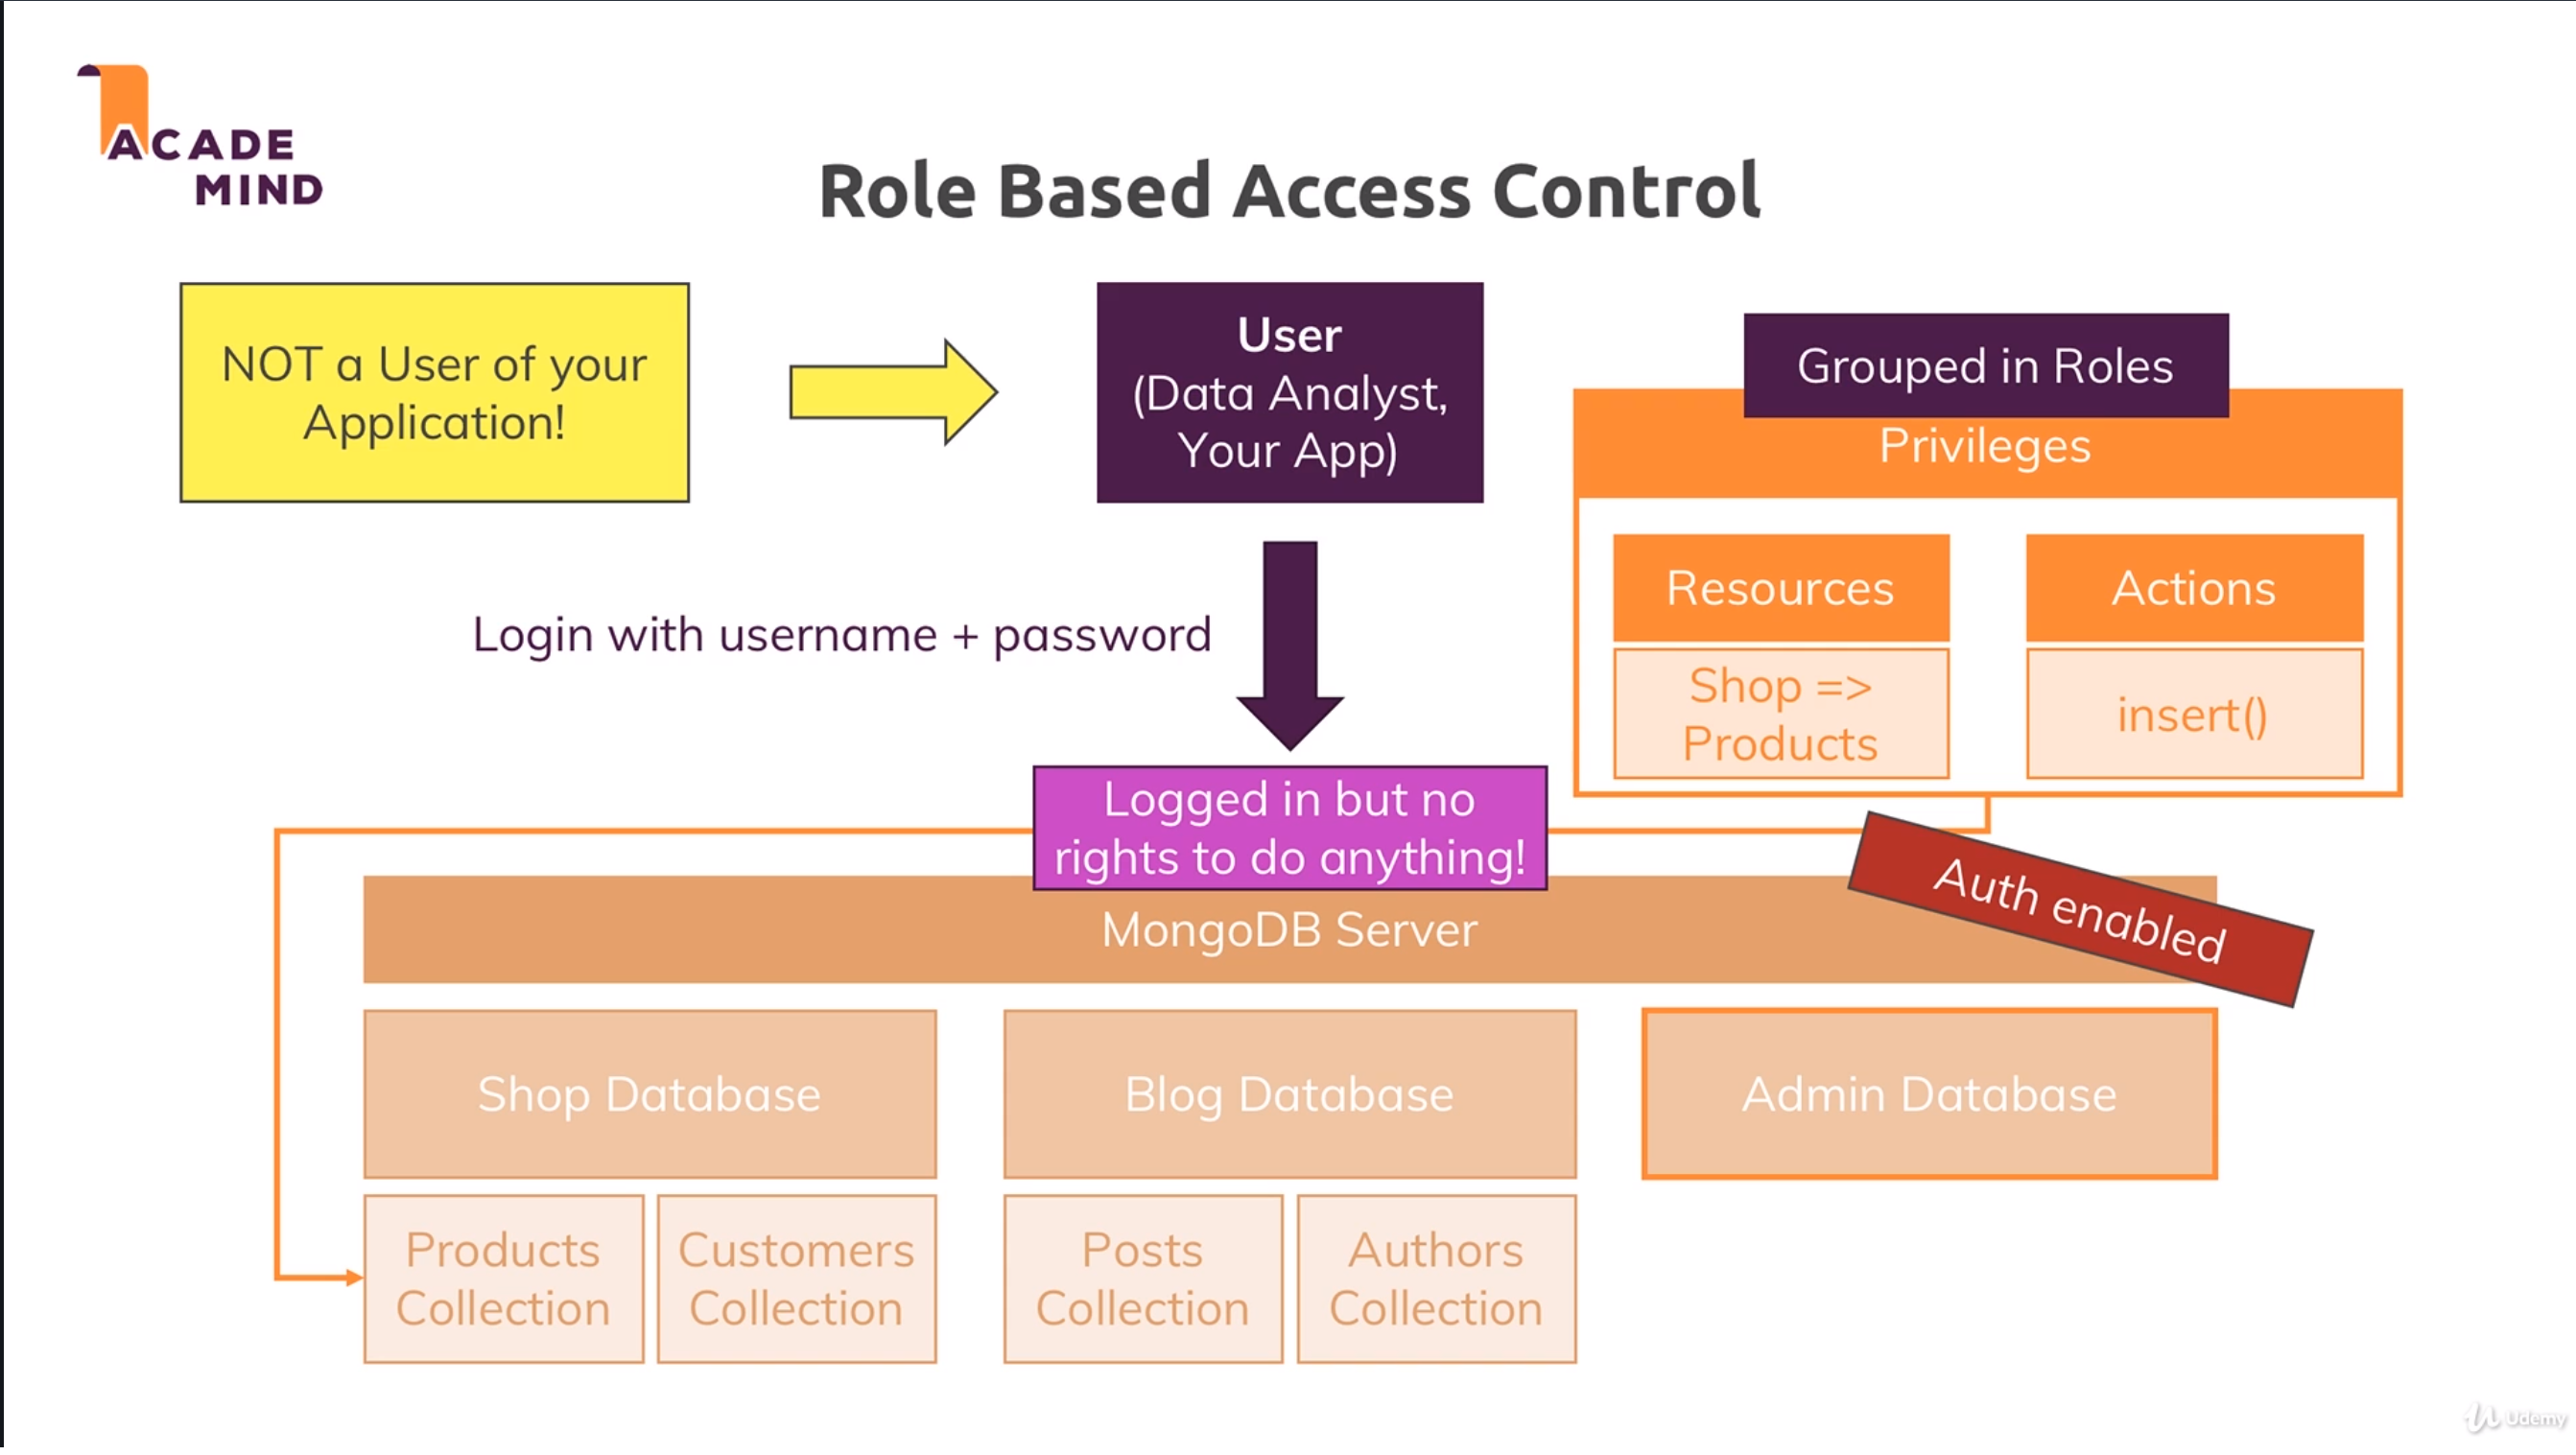 ACADE
MIND
Role Based Access Control
NOT a User of your
Application!
User
(Data Analyst,
Your App)
Grouped in Roles
Privileges
Resources
Actions
Shop =>
Products
insert()
Login with username + password
Logged in but no
rights to do anything!
Auth enabled
MongoDB Server
Shop Database
Blog Database
Admin Database
Products
Collection
Customers
Collection
Posts
Collection
Authors
Collection
Udemy